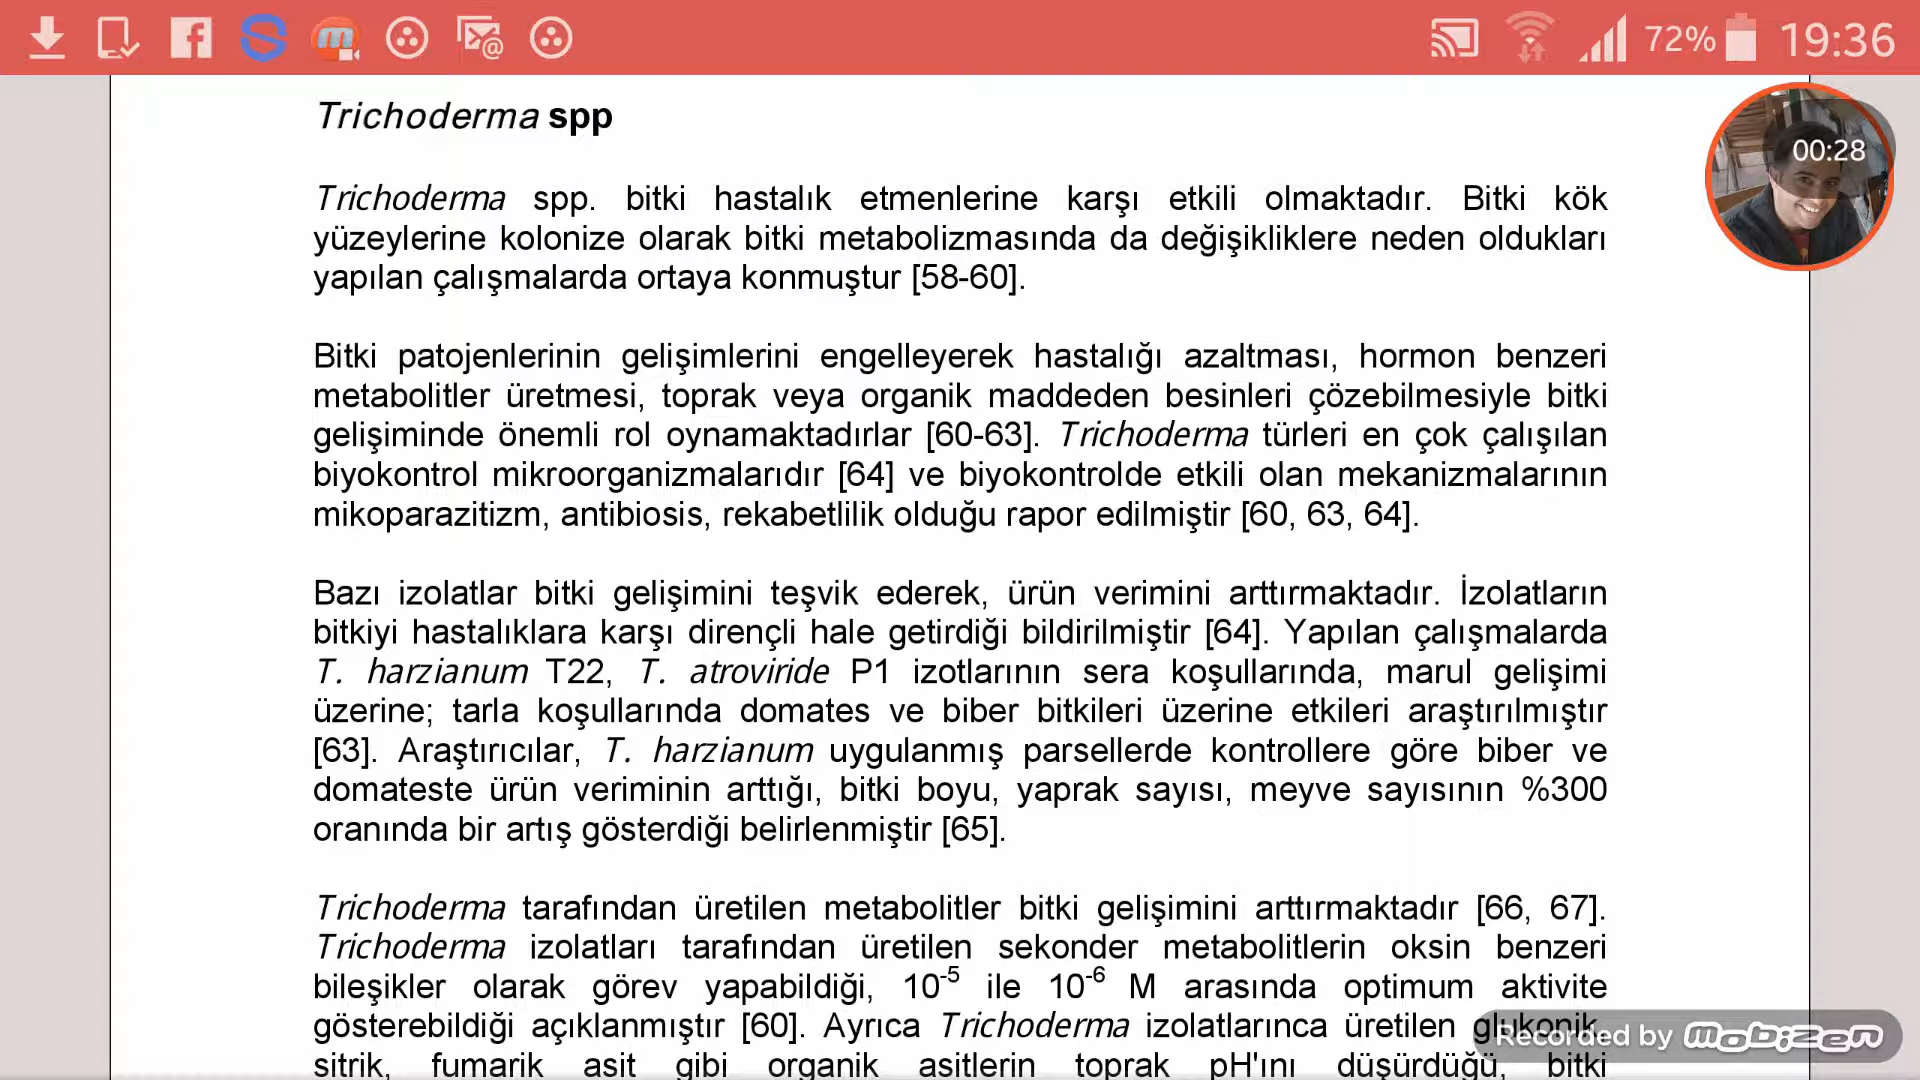 72% 19:36
00:28
Trichoderma spp
Trichoderma spp. bitki hastalık etmenlerine karşı etkili olmaktadır. Bitki kök
yüzeylerine kolonize olarak bitki metabolizmasında da değişikliklere neden oldukları
yapılan çalışmalarda ortaya konmuştur [58-60].
Bitki patojenlerinin gelişimlerini engelleyerek hastalığı azaltması, hormon benzeri
metabolitler üretmesi, toprak veya organik maddeden besinleri çözebilmesiyle bitki
gelişiminde önemli rol oynamaktadırlar [60-63]. Trichoderma türleri en çok çalışılan
biyokontrol mikroorganizmalarıdır [64] ve biyokontrolde etkili olan mekanizmalarının
mikoparazitizm, antibiosis, rekabetlilik olduğu rapor edilmiştir [60, 63, 64].
Bazı izolatlar bitki gelişimini teşvik ederek, ürün verimini arttırmaktadır. İzolatların
bitkiyi hastalıklara karşı dirençli hale getirdiği bildirilmiştir [64]. Yapılan çalışmalarda
T. harzianum T22, T. atroviride P1 izotlarının sera koşullarında, marul gelişimi
üzerine; tarla koşullarında domates ve biber bitkileri üzerine etkileri araştırılmıştır
[63]. Araştırıcılar, T. harzianum uygulanmış parsellerde kontrollere göre biber ve
domateste ürün veriminin arttığı, bitki boyu, yaprak sayısı, meyve sayısının %300
oranında bir artış gösterdiği belirlenmiştir [65].
Trichoderma tarafından üretilen metabolitler bitki gelişimini arttırmaktadır [66, 67].
Trichoderma izolatları tarafından üretilen sekonder metabolitlerin oksin benzeri
bileşikler olarak görev yapabildiği, 10⁻⁵ ile 10⁻⁶ M arasında optimum aktivite
gösterebildiği açıklanmıştır [60]. Ayrıca Trichoderma izolatlarınca üretilen glukonik,
sitrik, fumarik asit gibi organik asitlerin toprak pH'ını düşürdüğü, bitki
Recorded by mobizen